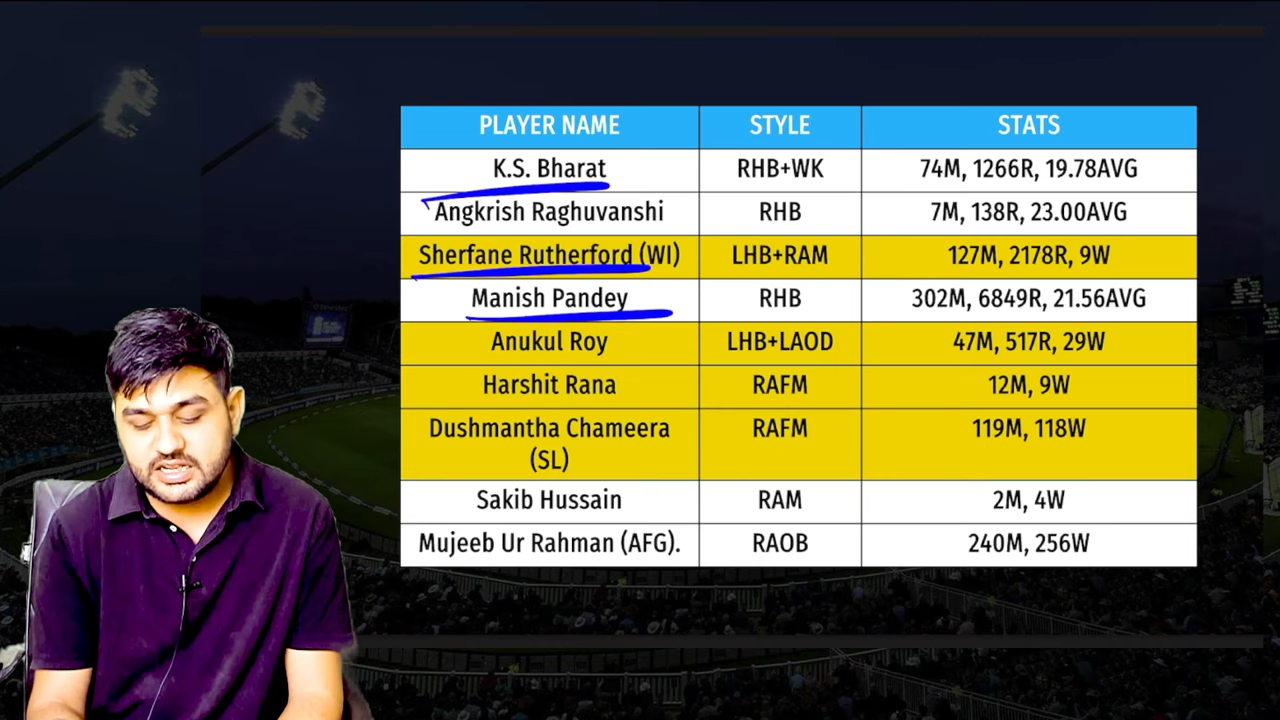 PLAYER NAME STYLE STATS
K.S. Bharat RHB+WK 74M, 1266R, 19.78AVG
Angkrish Raghuvanshi RHB 7M, 138R, 23.00AVG
Sherfane Rutherford (WI) LHB+RAM 127M, 2178R, 9W
Manish Pandey RHB 302M, 6849R, 21.56AVG
Anukul Roy LHB+LAOD 47M, 517R, 29W
Harshit Rana RAFM 12M, 9W
Dushmantha Chameera
(SL) RAFM 119M, 118W
Sakib Hussain RAM 2M, 4W
Mujeeb Ur Rahman (AFG). RAOB 240M, 256W